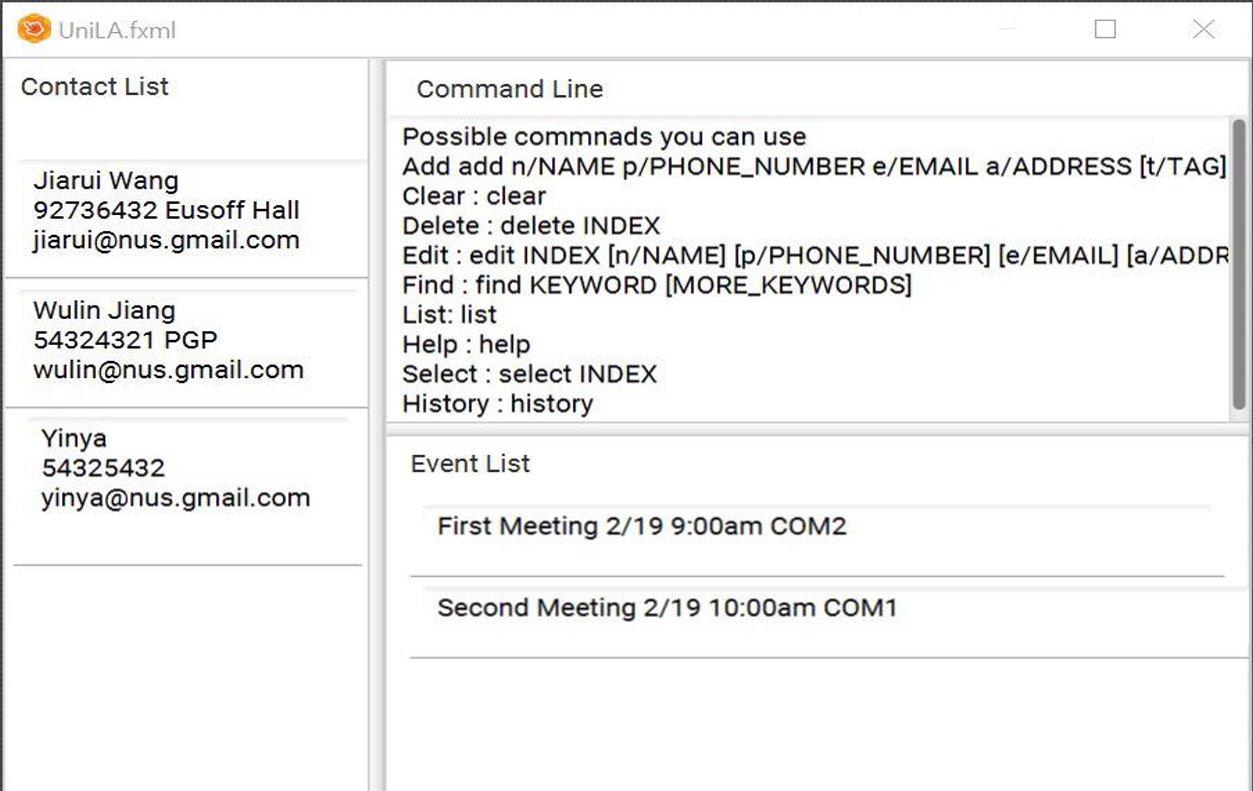 UniLA.fxml
Contact List
Jiarui Wang
92736432 Eusoff Hall
jiarui@nus.gmail.com
Wulin Jiang
54324321 PGP
wulin@nus.gmail.com
Yinya
54325432
yinya@nus.gmail.com
Command Line
Possible commnads you can use
Add add n/NAME p/PHONE_NUMBER e/EMAIL a/ADDRESS [t/TAG]
Clear : clear
Delete : delete INDEX
Edit : edit INDEX [n/NAME] [p/PHONE_NUMBER] [e/EMAIL] [a/ADDR
Find : find KEYWORD [MORE_KEYWORDS]
List: list
Help : help
Select : select INDEX
History : history
Event List
First Meeting 2/19 9:00am COM2
Second Meeting 2/19 10:00am COM1